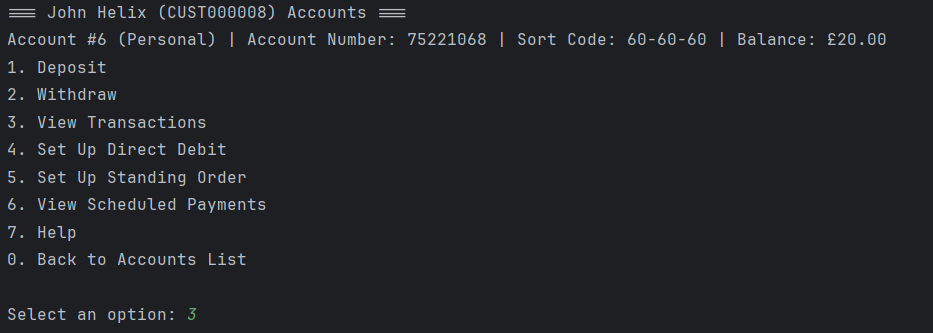 === John Helix (CUST000008) Accounts ===
Account #6 (Personal) | Account Number: 75221068 | Sort Code: 60-60-60 | Balance: £20.00
1. Deposit
2. Withdraw
3. View Transactions
4. Set Up Direct Debit
5. Set Up Standing Order
6. View Scheduled Payments
7. Help
0. Back to Accounts List
Select an option: 3